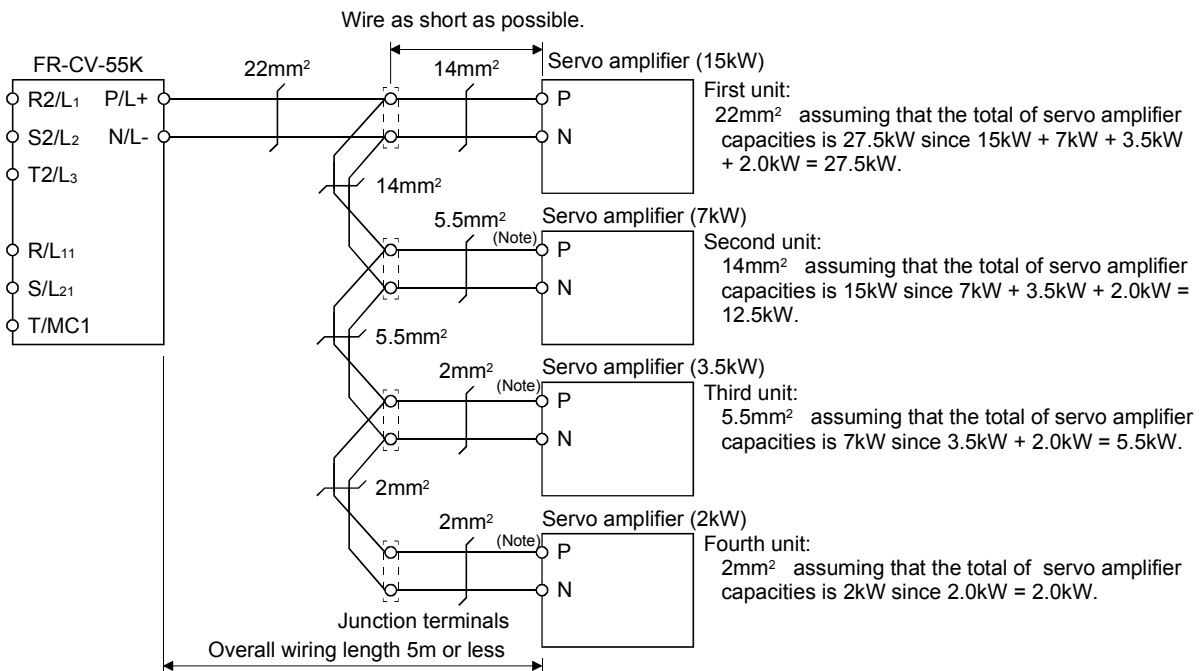 Wire as short as possible.
FR-CV-55K
22mm²
14mm²
Servo amplifier (15kW)
R2/L1 P/L+
S2/L2 N/L-
T2/L3
R/L11
S/L21
T/MC1
P
N
First unit:
22mm² assuming that the total of servo amplifier
capacities is 27.5kW since 15kW + 7kW + 3.5kW
+ 2.0kW = 27.5kW.
14mm²
5.5mm²
(Note)
Servo amplifier (7kW)
P
N
Second unit:
14mm² assuming that the total of servo amplifier
capacities is 15kW since 7kW + 3.5kW + 2.0kW =
12.5kW.
5.5mm²
2mm²
(Note)
Servo amplifier (3.5kW)
P
N
Third unit:
5.5mm² assuming that the total of servo amplifier
capacities is 7kW since 3.5kW + 2.0kW = 5.5kW.
2mm²
2mm²
(Note)
Servo amplifier (2kW)
P
N
Fourth unit:
2mm² assuming that the total of servo amplifier
capacities is 2kW since 2.0kW = 2.0kW.
Junction terminals
Overall wiring length 5m or less